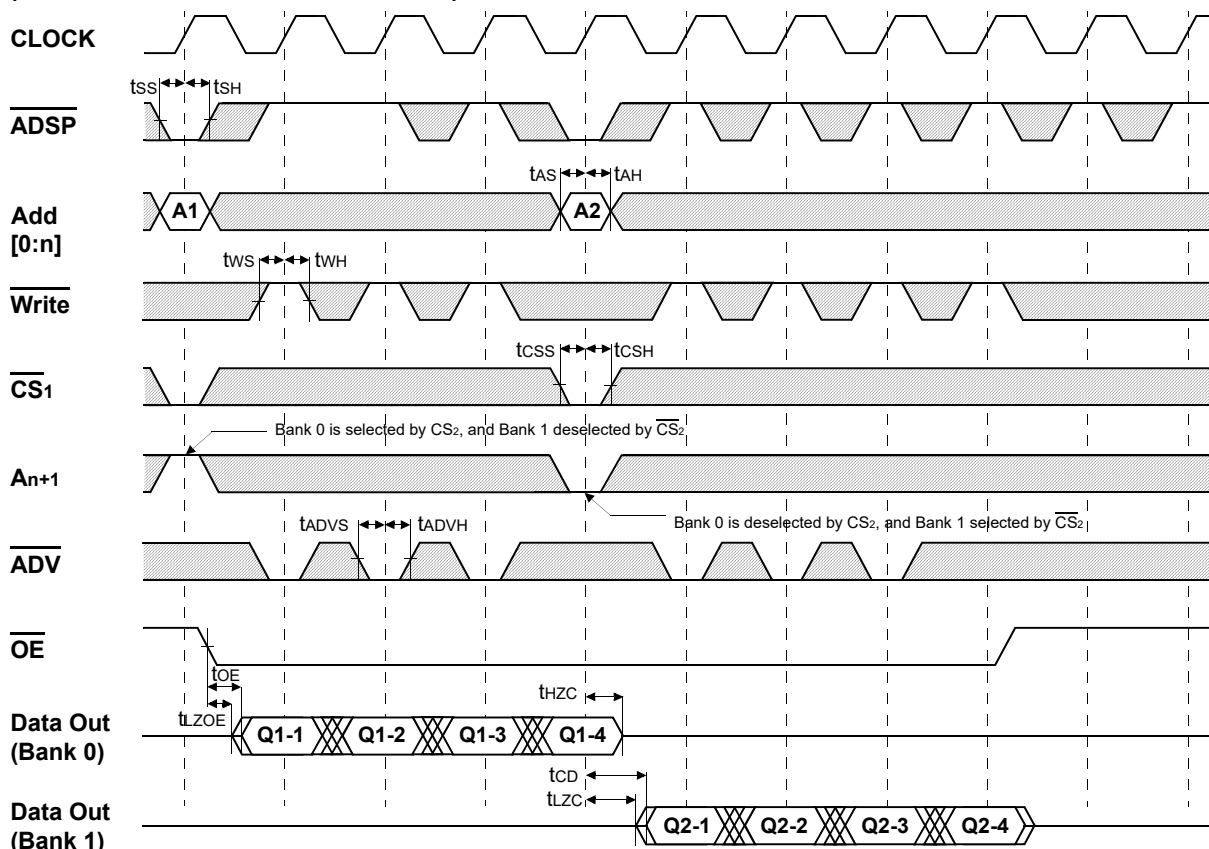 CLOCK
tSS tSH
ADSP
tAS tAH
Add
[0:n]
A1 A2
tWS tWH
Write
tCSS tCSH
CS1
Bank 0 is selected by CS2, and Bank 1 deselected by CS2
An+1
Bank 0 is deselected by CS2, and Bank 1 selected by CS2
tADVS tADVH
ADV
OE
tOE
tHZC
tLZOE
Data Out
(Bank 0)
Q1-1 Q1-2 Q1-3 Q1-4
tCD
tLZC
Data Out
(Bank 1)
Q2-1 Q2-2 Q2-3 Q2-4